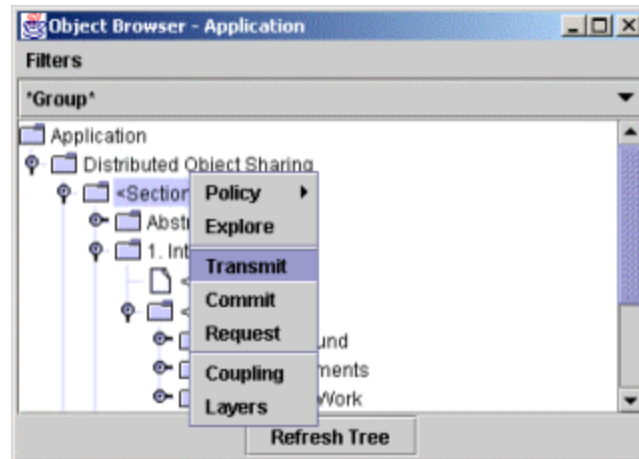 Object Browser - Application
Filters
*Group*
Application
Distributed Object Sharing
<Section
Policy
Abst
Explore
1. Int
Transmit
<
Commit
<
Request
und
Coupling
ments
Layers
Work
Refresh Tree